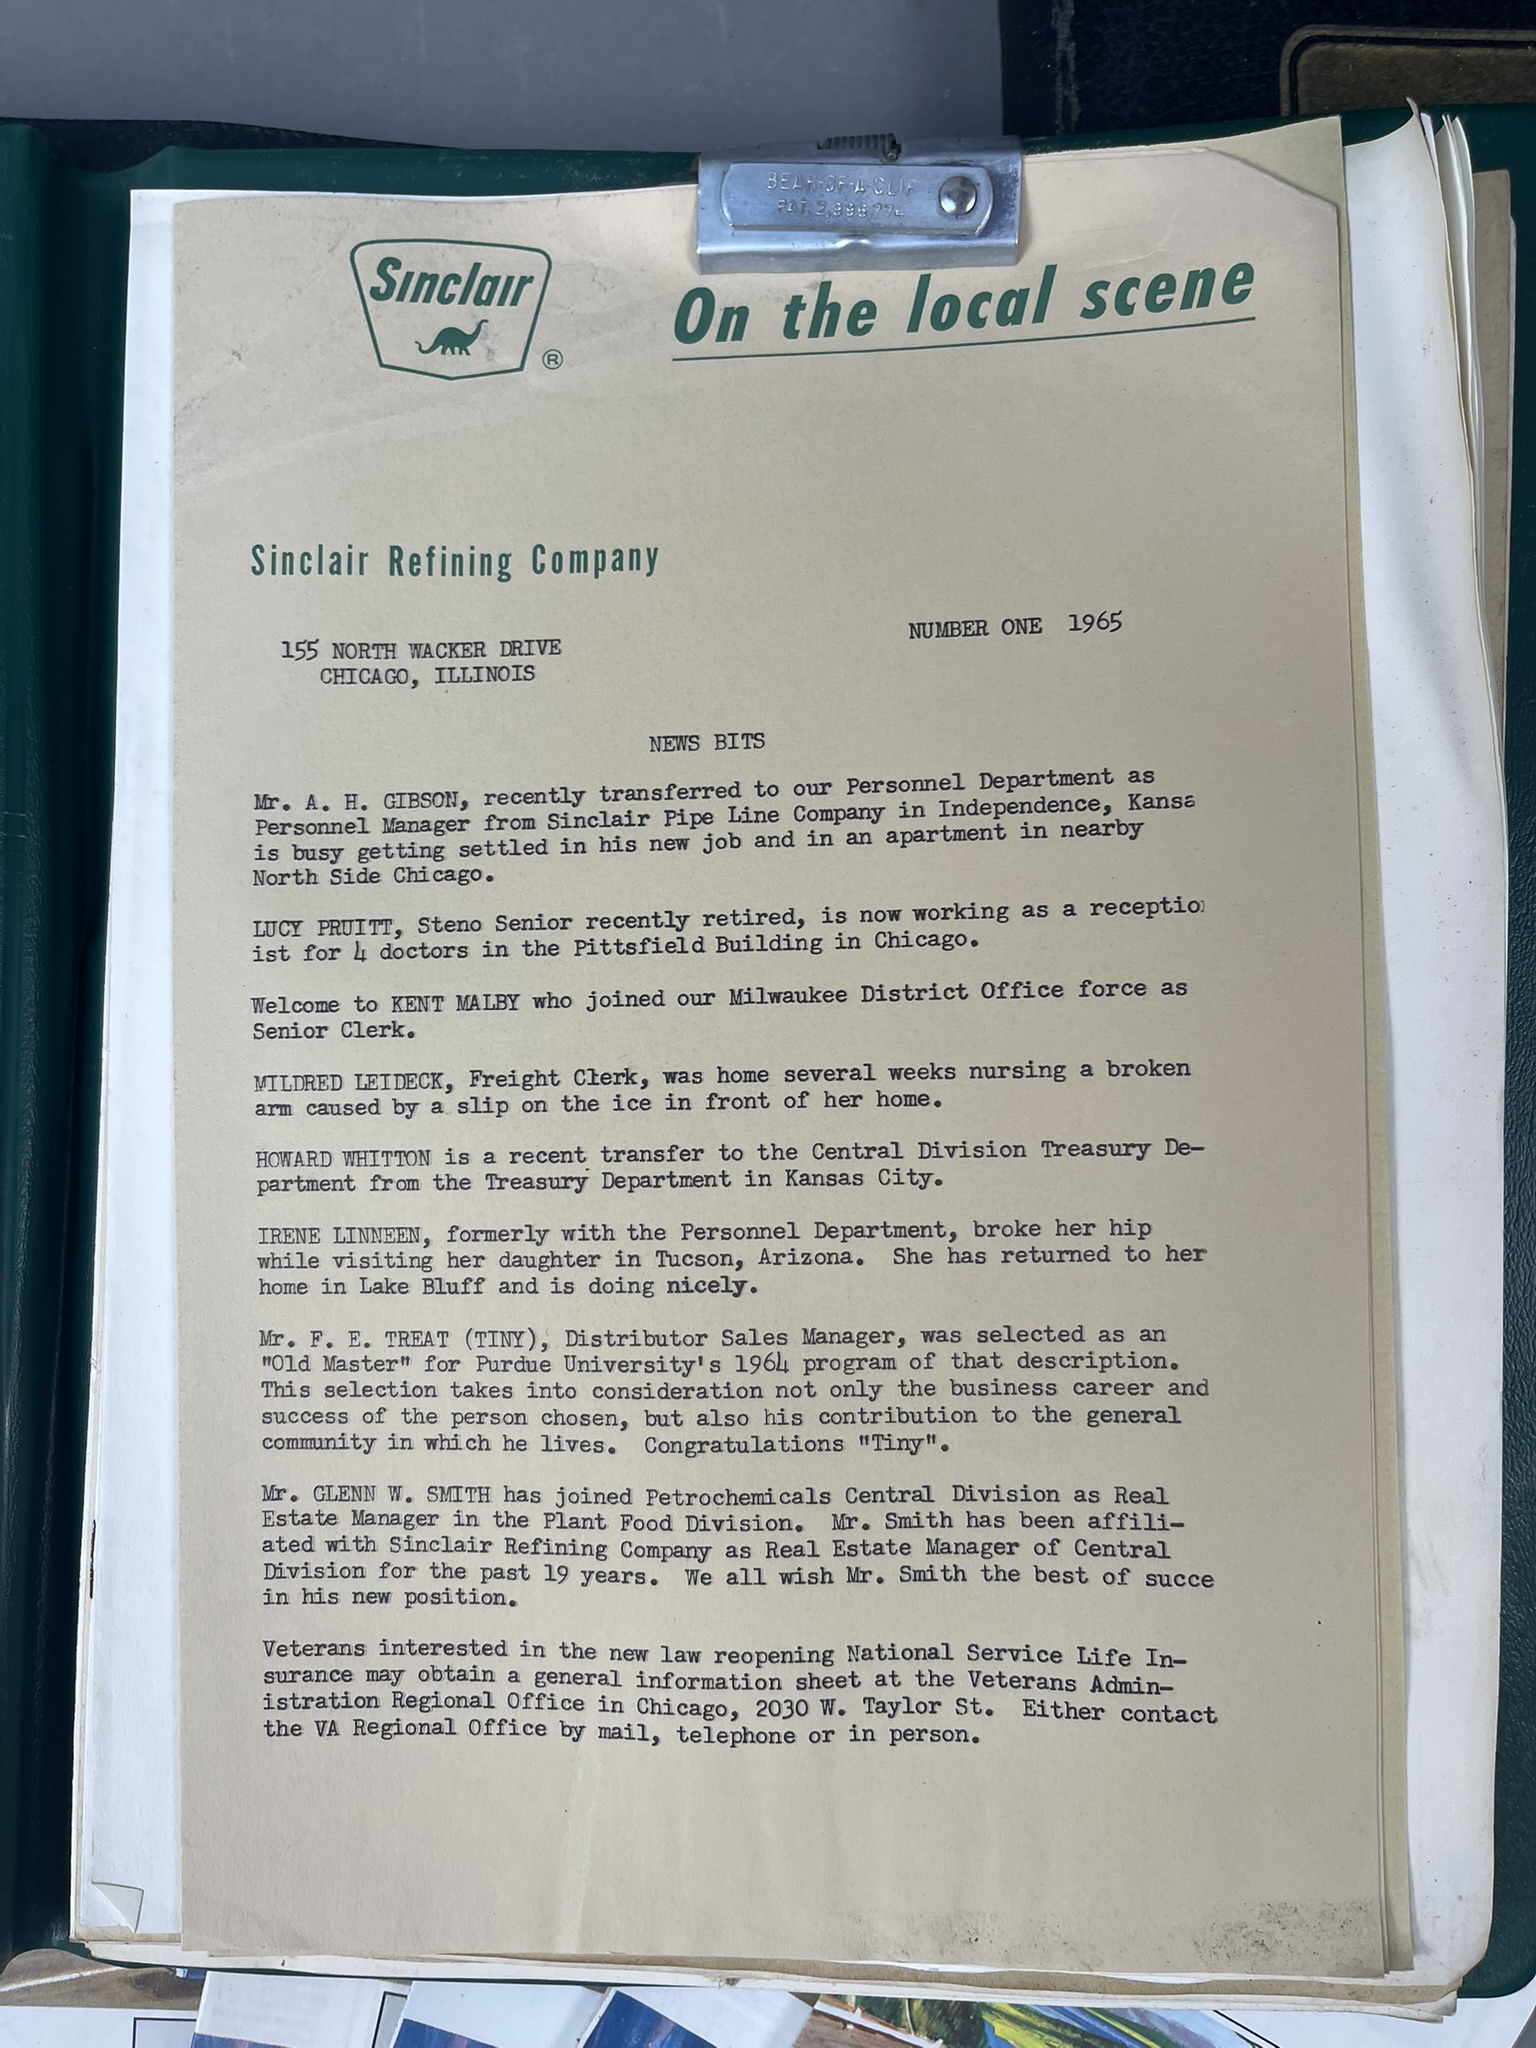 BEAR-OF-A-CLIP
PAT. 2,898,774
Sinclair
®
On the local scene
Sinclair Refining Company
155 NORTH WACKER DRIVE
CHICAGO, ILLINOIS
NUMBER ONE 1965
NEWS BITS
Mr. A. H. GIBSON, recently transferred to our Personnel Department as
Personnel Manager from Sinclair Pipe Line Company in Independence, Kansa
is busy getting settled in his new job and in an apartment in nearby
North Side Chicago.
LUCY PRUITT, Steno Senior recently retired, is now working as a receptio
ist for 4 doctors in the Pittsfield Building in Chicago.
Welcome to KENT MALBY who joined our Milwaukee District Office force as
Senior Clerk.
MILDRED LEIDECK, Freight Clerk, was home several weeks nursing a broken
arm caused by a slip on the ice in front of her home.
HOWARD WHITTON is a recent transfer to the Central Division Treasury De-
partment from the Treasury Department in Kansas City.
IRENE LINNEEN, formerly with the Personnel Department, broke her hip
while visiting her daughter in Tucson, Arizona. She has returned to her
home in Lake Bluff and is doing nicely.
Mr. F. E. TREAT (TINY), Distributor Sales Manager, was selected as an
"Old Master" for Purdue University's 1964 program of that description.
This selection takes into consideration not only the business career and
success of the person chosen, but also his contribution to the general
community in which he lives. Congratulations "Tiny".
Mr. GLENN W. SMITH has joined Petrochemicals Central Division as Real
Estate Manager in the Plant Food Division. Mr. Smith has been affili-
ated with Sinclair Refining Company as Real Estate Manager of Central
Division for the past 19 years. We all wish Mr. Smith the best of succe
in his new position.
Veterans interested in the new law reopening National Service Life In-
surance may obtain a general information sheet at the Veterans Admin-
istration Regional Office in Chicago, 2030 W. Taylor St. Either contact
the VA Regional Office by mail, telephone or in person.